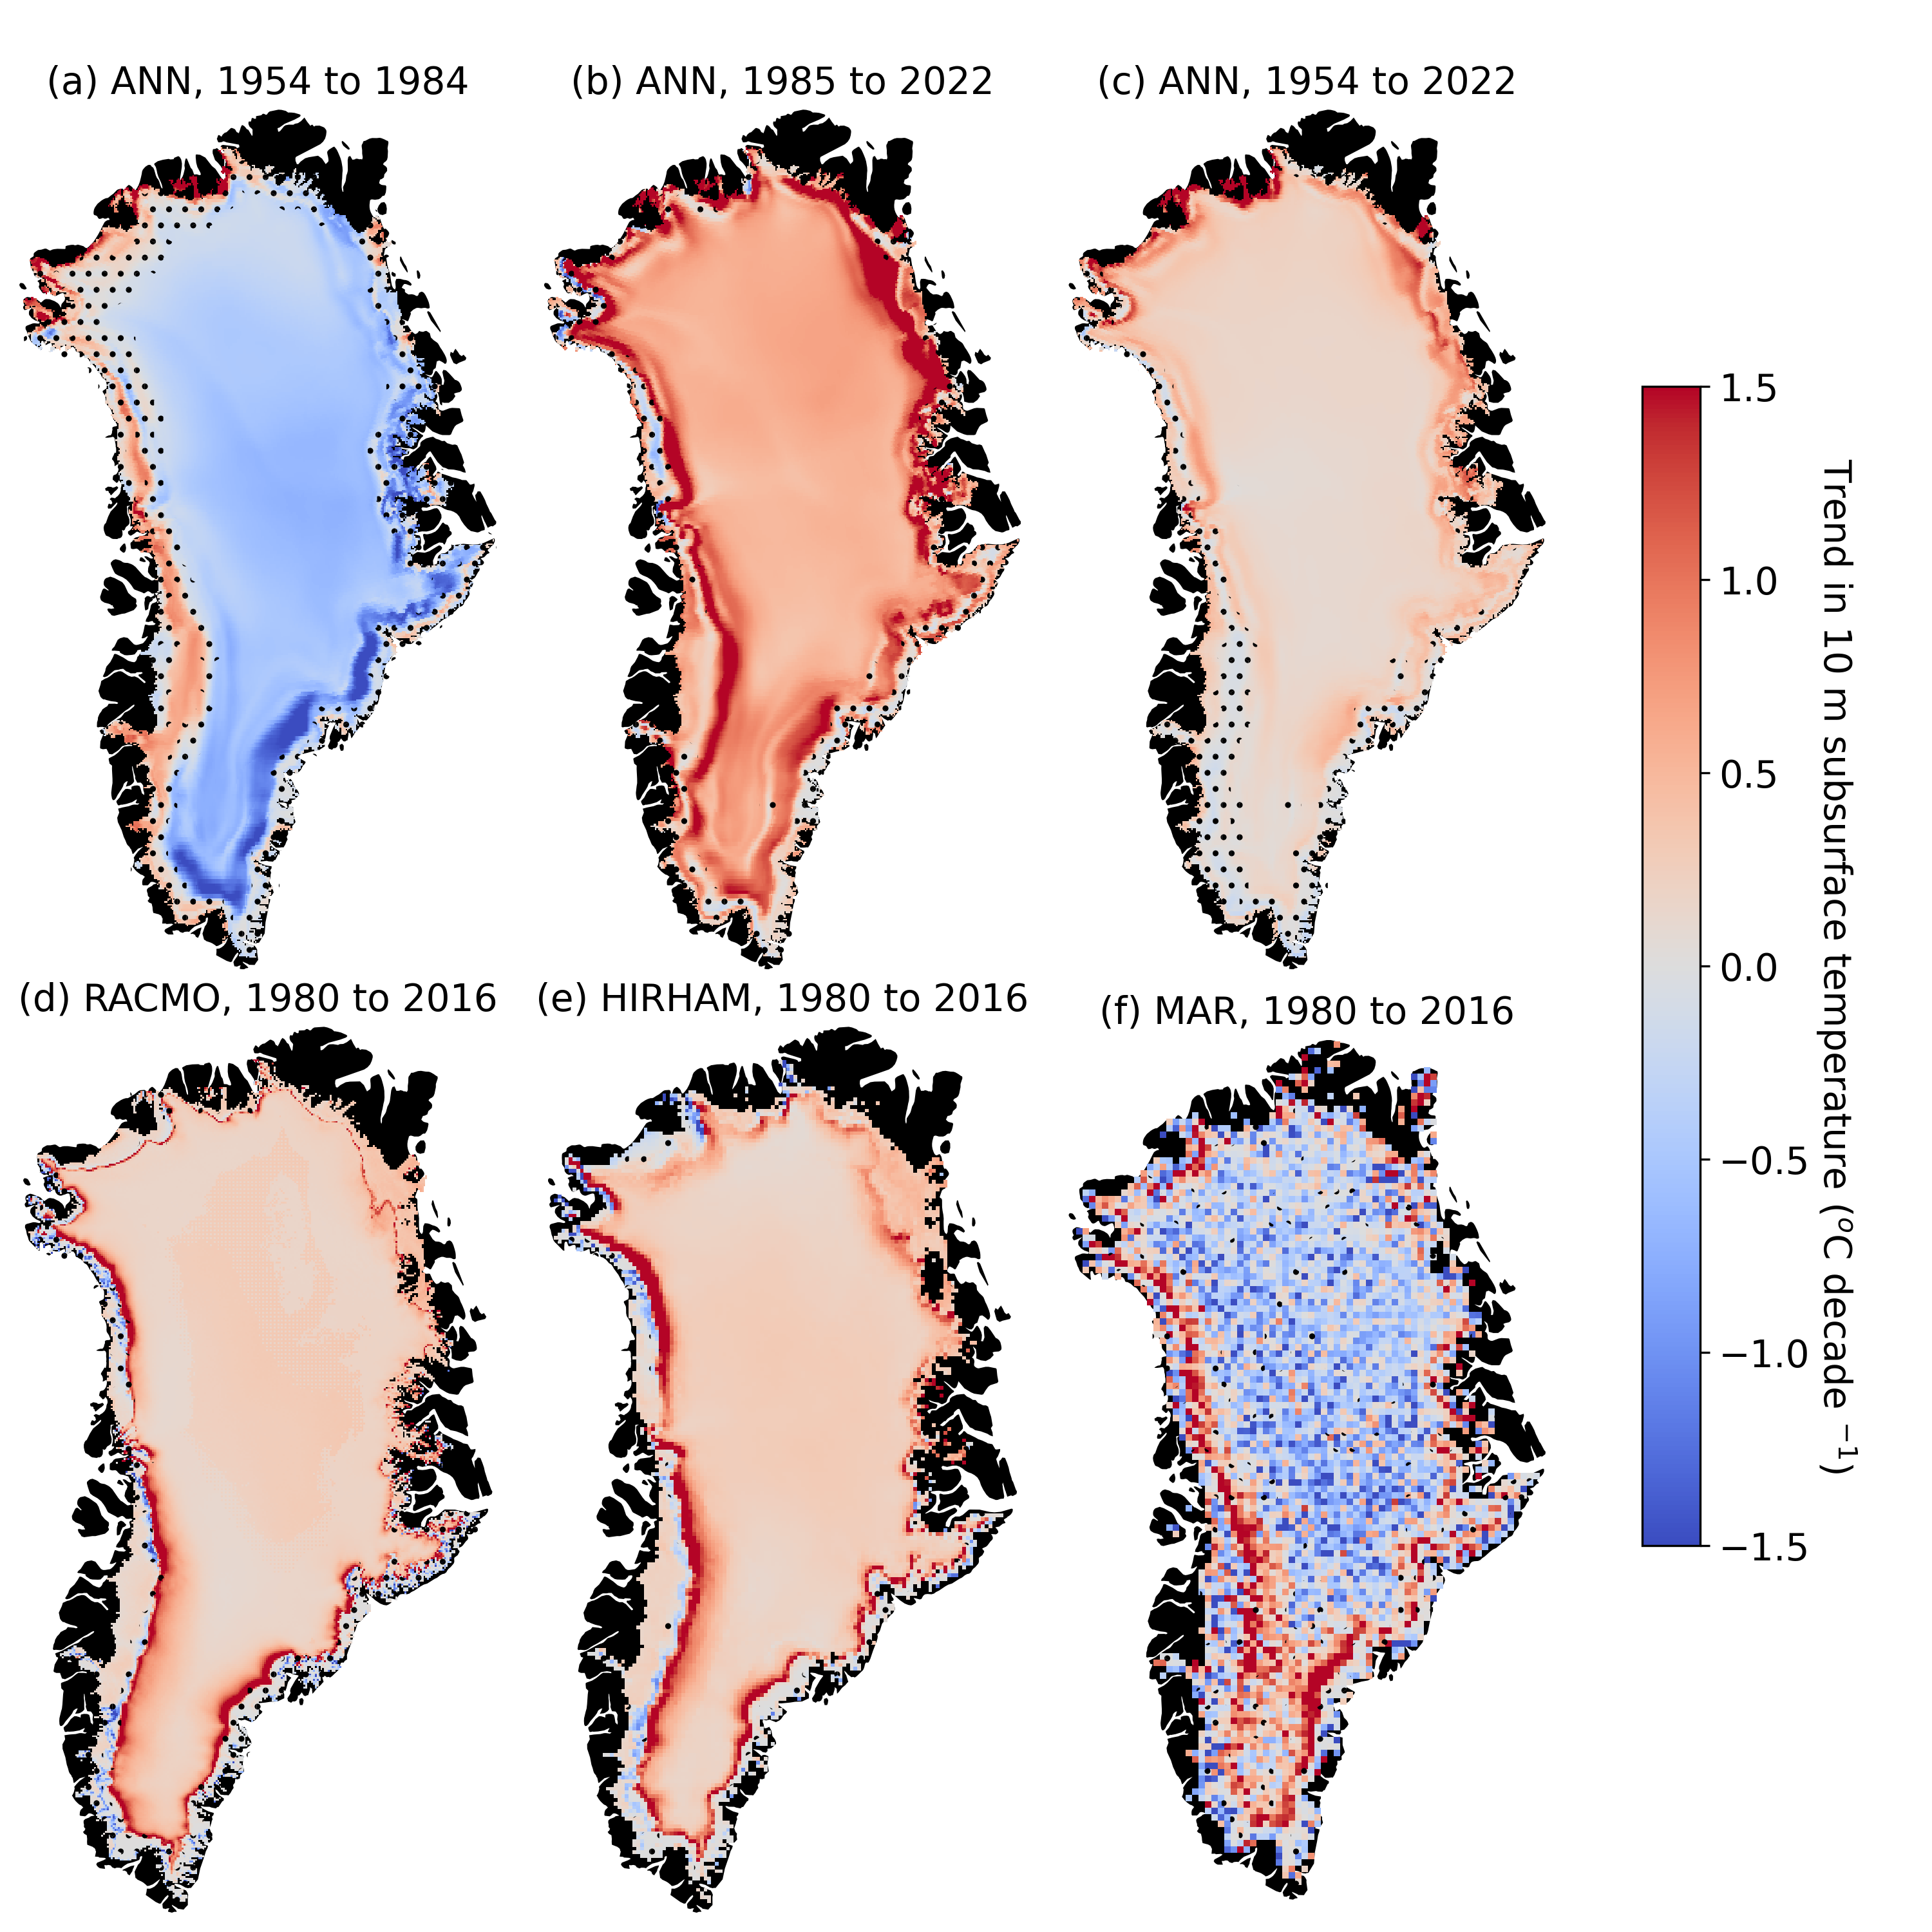 (a) ANN, 1954 to 1984
(b) ANN, 1985 to 2022
(c) ANN, 1954 to 2022
(d) RACMO, 1980 to 2016
(e) HIRHAM, 1980 to 2016
(f) MAR, 1980 to 2016
1.5
1.0
0.5
0.0
−0.5
−1.0
−1.5
Trend in 10 m subsurface temperature (°C decade ⁻¹)